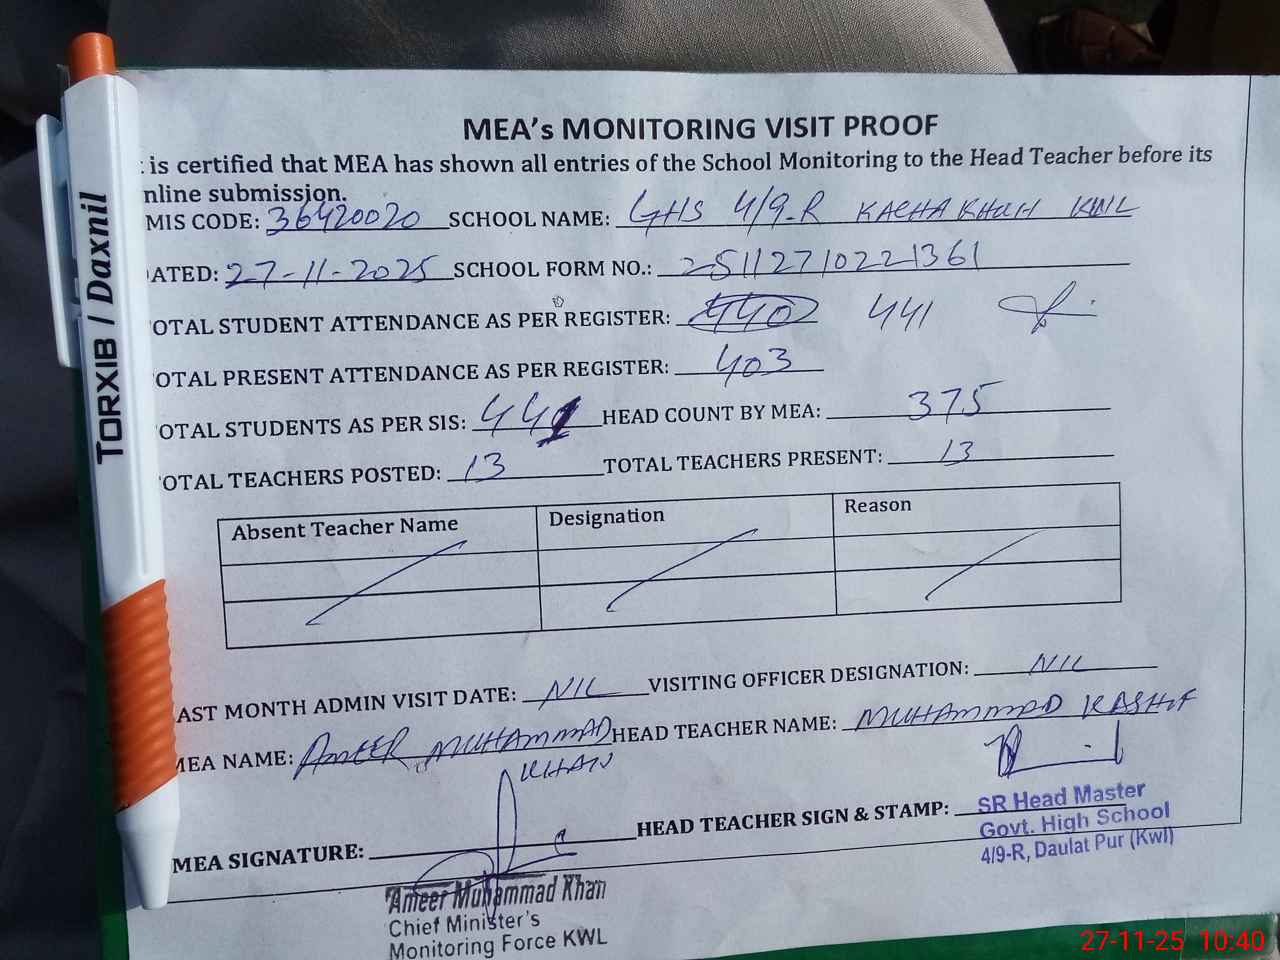 MEA's MONITORING VISIT PROOF
is certified that MEA has shown all entries of the School Monitoring to the Head Teacher before its
nline submission.
MIS CODE: 36420020 SCHOOL NAME: GHS 4/9-R KACHA KHUH KWL
ATED: 27-11-2025 SCHOOL FORM NO.: 25112710221361
OTAL STUDENT ATTENDANCE AS PER REGISTER: 440 441
OTAL PRESENT ATTENDANCE AS PER REGISTER: 403
OTAL STUDENTS AS PER SIS: 441 HEAD COUNT BY MEA: 375
OTAL TEACHERS POSTED: 13 TOTAL TEACHERS PRESENT: 13
Absent Teacher Name Designation Reason
AST MONTH ADMIN VISIT DATE: NIL VISITING OFFICER DESIGNATION: NIL
MEA NAME: AMEER MUHAMMAD HEAD TEACHER NAME: MUHAMMAD KASHIF
KHAN
MEA SIGNATURE: HEAD TEACHER SIGN & STAMP:
SR Head Master
Govt. High School
4/9-R, Daulat Pur (Kwl)
Ameer Muhammad Khan
Chief Minister's
Monitoring Force KWL
TORXIB / Daxnil
27-11-25 10:40